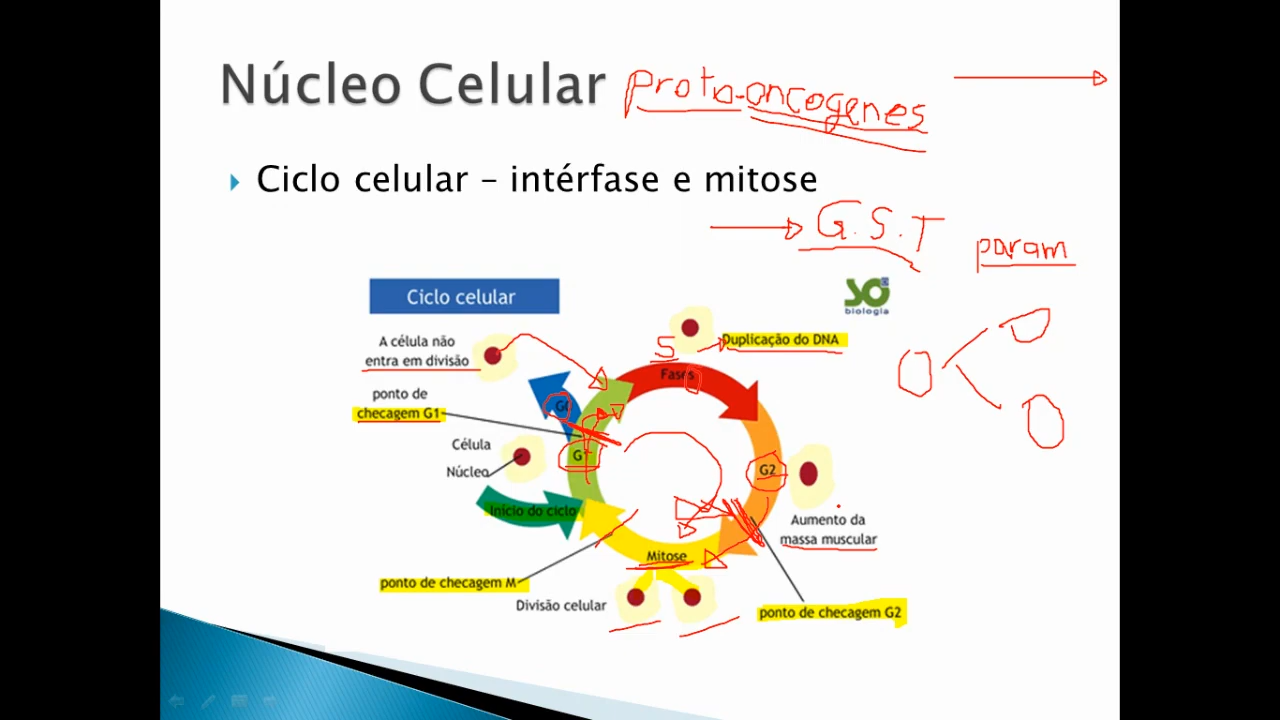 Núcleo Celular proto-oncogenes
Ciclo celular – intérfase e mitose
G.S.T
param
Ciclo celular
SÓ
biologia
A célula não
entra em divisão
S
Duplicação do DNA
Fases
ponto de
checagem G1
G0
Célula
Núcleo
G1
G2
Início do ciclo
Aumento da
massa muscular
Mitose
ponto de checagem M
Divisão celular
ponto de checagem G2